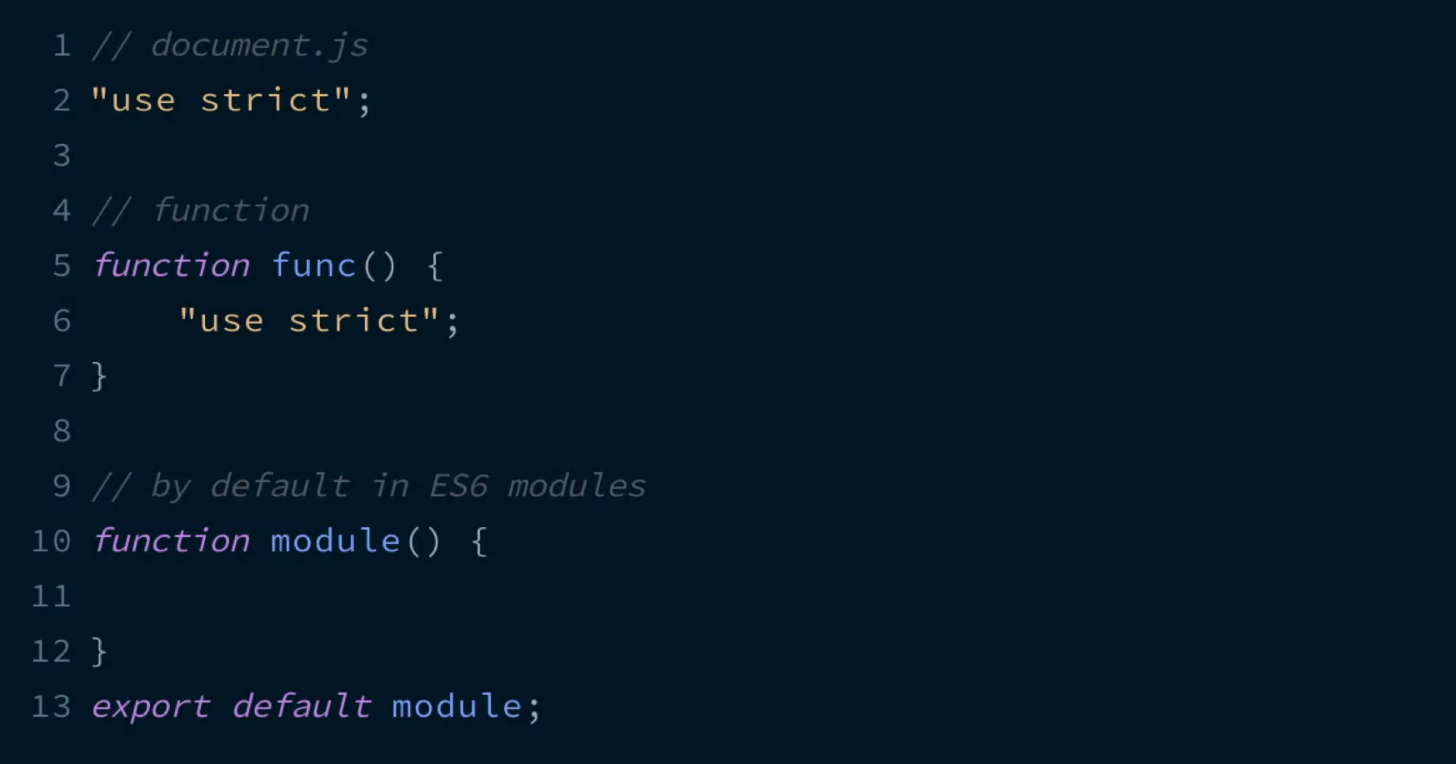 1 // document.js
2 "use strict";
3
4 // function
5 function func() {
6     "use strict";
7 }
8
9 // by default in ES6 modules
10 function module() {
11
12 }
13 export default module;